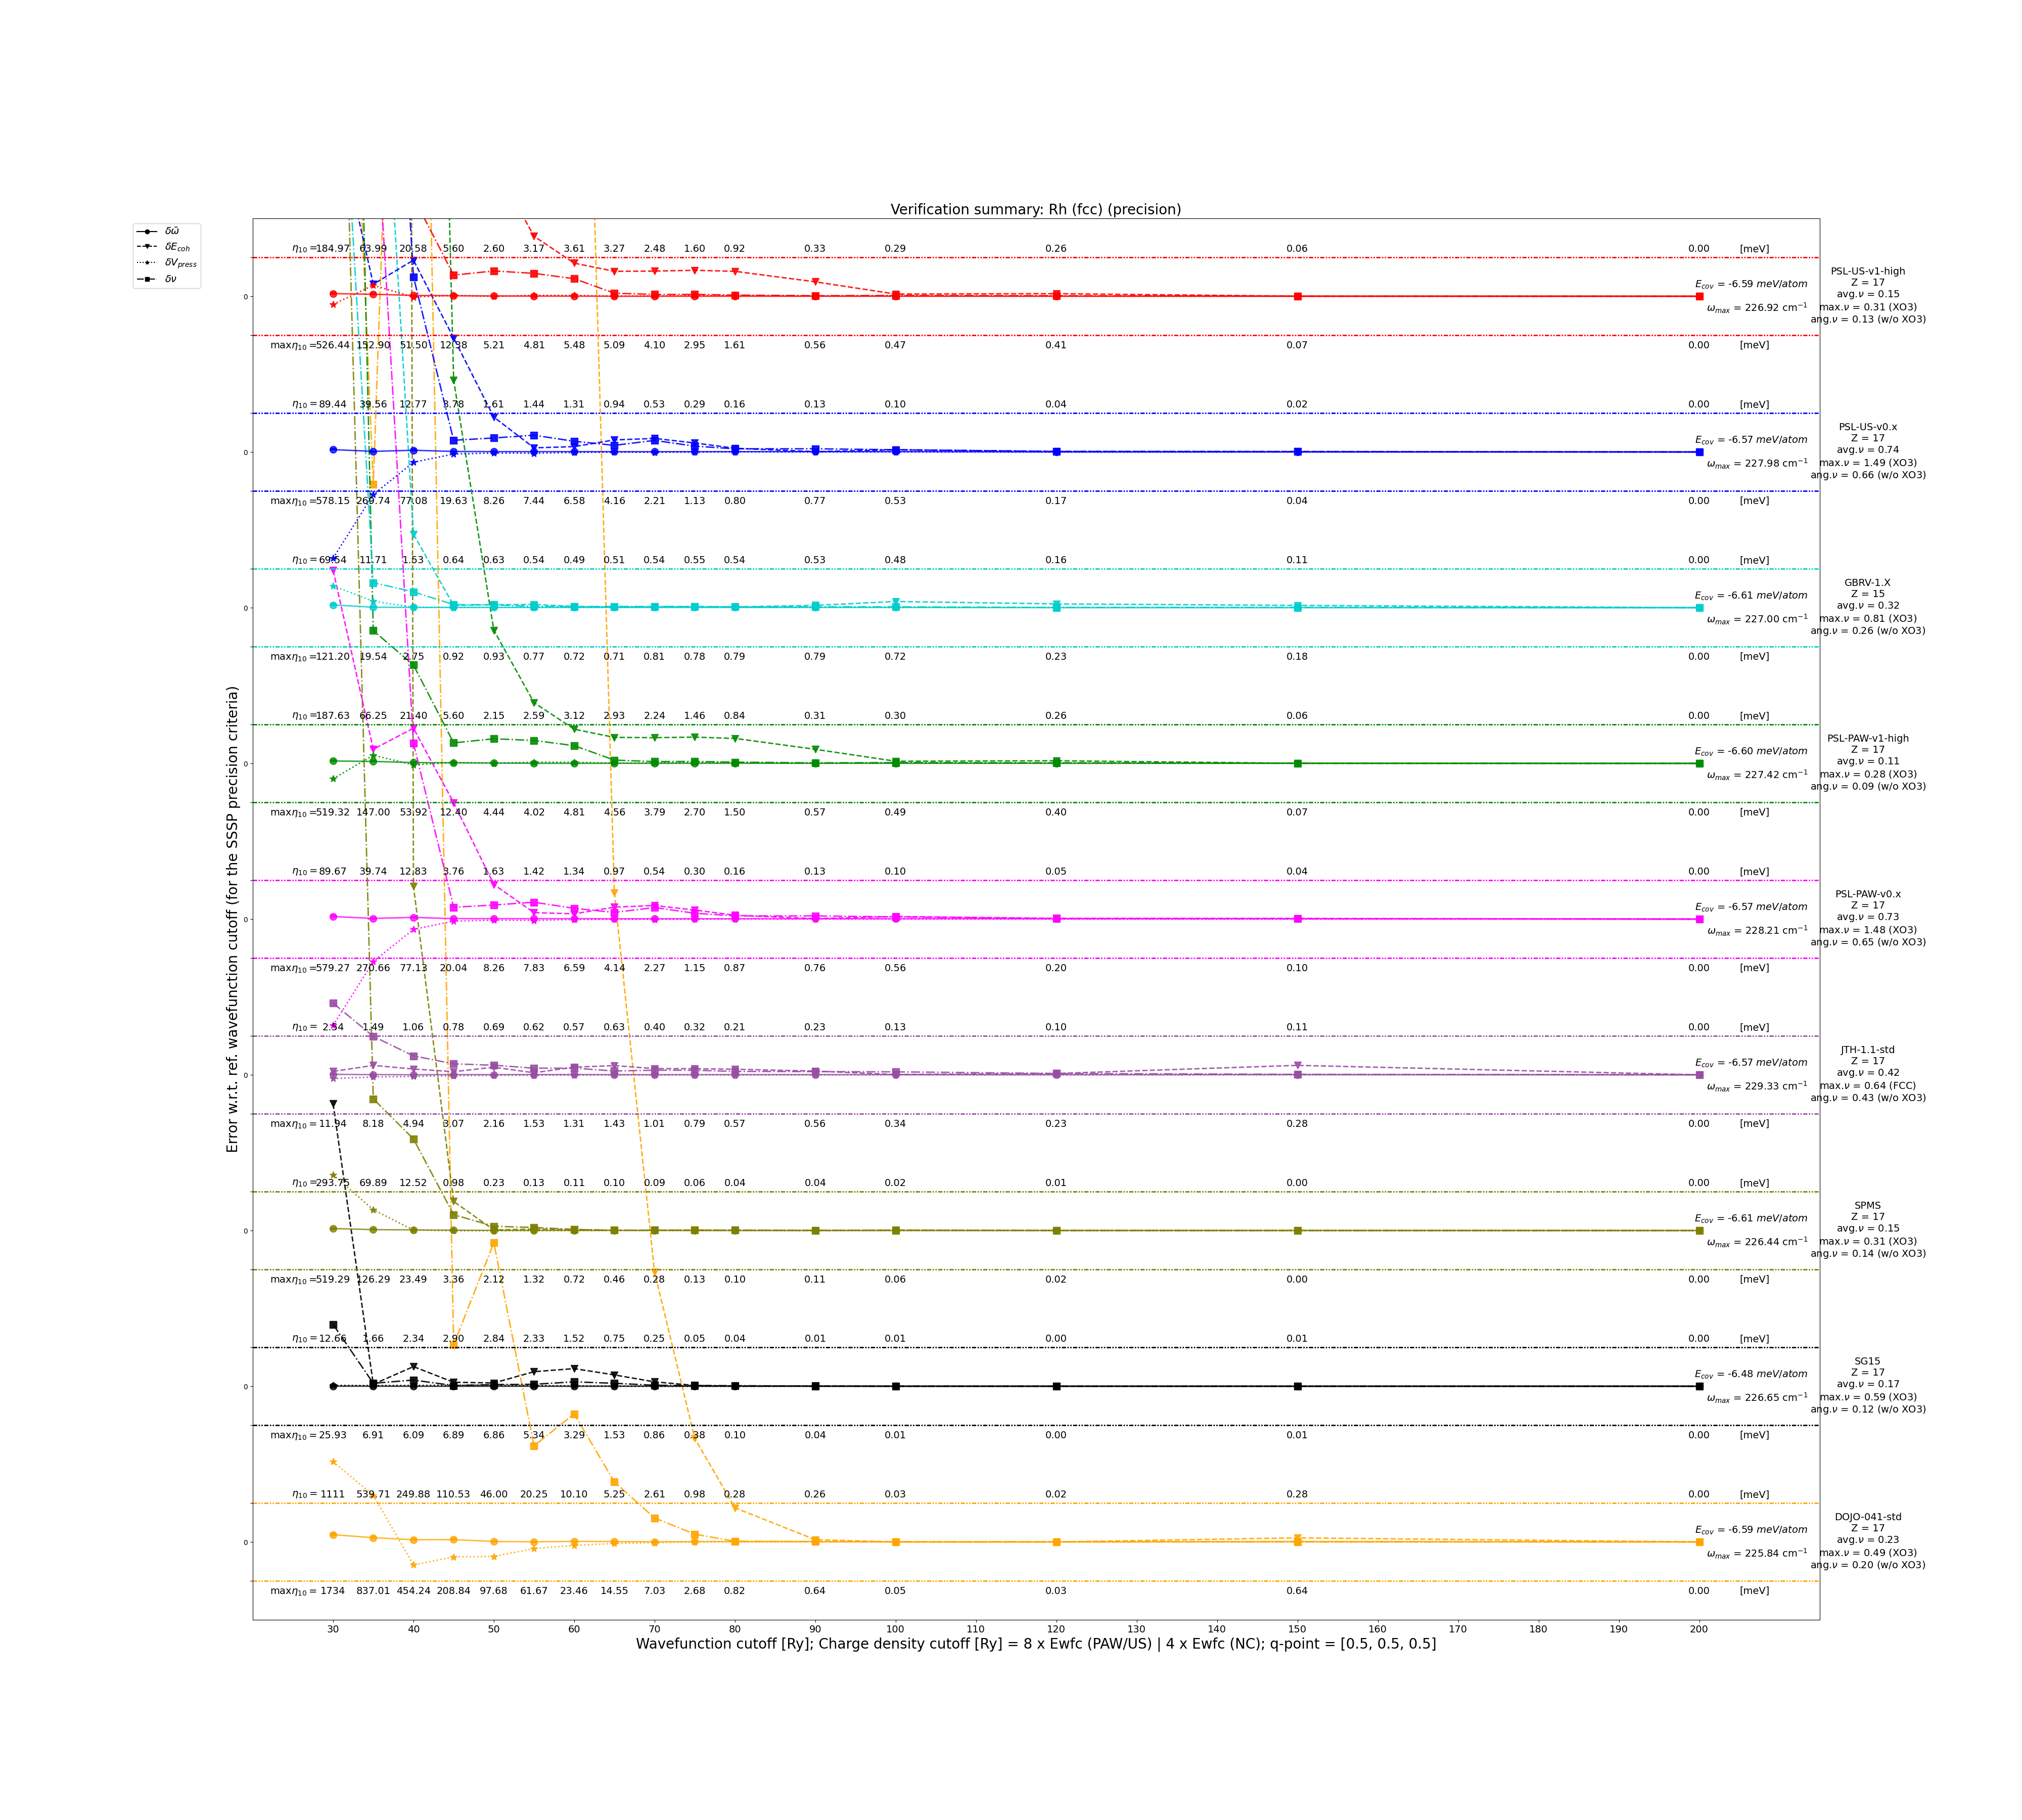 Verification summary: Rh (fcc) (precision)
δω̄
δE_coh
δV_press
δν
Error w.r.t. ref. wavefunction cutoff (for the SSSP precision criteria)
η₁₀ = 184.97 63.99 20.58 5.60 2.60 3.17 3.61 3.27 2.48 1.60 0.92 0.33 0.29 0.26 0.06 0.00 [meV]
0
E_cov = -6.59 meV/atom
ω_max = 226.92 cm⁻¹
PSL-US-v1-high
Z = 17
avg.ν = 0.15
max.ν = 0.31 (XO3)
ang.ν = 0.13 (w/o XO3)
maxη₁₀ = 526.44 152.90 51.50 12.38 5.21 4.81 5.48 5.09 4.10 2.95 1.61 0.56 0.47 0.41 0.07 0.00 [meV]
η₁₀ = 89.44 39.56 12.77 3.78 1.61 1.44 1.31 0.94 0.53 0.29 0.16 0.13 0.10 0.04 0.02 0.00 [meV]
0
E_cov = -6.57 meV/atom
ω_max = 227.98 cm⁻¹
PSL-US-v0.x
Z = 17
avg.ν = 0.74
max.ν = 1.49 (XO3)
ang.ν = 0.66 (w/o XO3)
maxη₁₀ = 578.15 269.74 77.08 19.63 8.26 7.44 6.58 4.16 2.21 1.13 0.80 0.77 0.53 0.17 0.04 0.00 [meV]
η₁₀ = 69.54 11.71 1.53 0.64 0.63 0.54 0.49 0.51 0.54 0.55 0.54 0.53 0.48 0.16 0.11 0.00 [meV]
0
E_cov = -6.61 meV/atom
ω_max = 227.00 cm⁻¹
GBRV-1.X
Z = 15
avg.ν = 0.32
max.ν = 0.81 (XO3)
ang.ν = 0.26 (w/o XO3)
maxη₁₀ = 121.20 19.54 2.75 0.92 0.93 0.77 0.72 0.71 0.81 0.78 0.79 0.79 0.72 0.23 0.18 0.00 [meV]
η₁₀ = 187.63 66.25 21.40 5.60 2.15 2.59 3.12 2.93 2.24 1.46 0.84 0.31 0.30 0.26 0.06 0.00 [meV]
0
E_cov = -6.60 meV/atom
ω_max = 227.42 cm⁻¹
PSL-PAW-v1-high
Z = 17
avg.ν = 0.11
max.ν = 0.28 (XO3)
ang.ν = 0.09 (w/o XO3)
maxη₁₀ = 519.32 147.00 53.92 12.40 4.44 4.02 4.81 4.56 3.79 2.70 1.50 0.57 0.49 0.40 0.07 0.00 [meV]
η₁₀ = 89.67 39.74 12.83 3.76 1.63 1.42 1.34 0.97 0.54 0.30 0.16 0.13 0.10 0.05 0.04 0.00 [meV]
0
E_cov = -6.57 meV/atom
ω_max = 228.21 cm⁻¹
PSL-PAW-v0.x
Z = 17
avg.ν = 0.73
max.ν = 1.48 (XO3)
ang.ν = 0.65 (w/o XO3)
maxη₁₀ = 579.27 270.66 77.13 20.04 8.26 7.83 6.59 4.14 2.27 1.15 0.87 0.76 0.56 0.20 0.10 0.00 [meV]
η₁₀ = 2.54 1.49 1.06 0.78 0.69 0.62 0.57 0.63 0.40 0.32 0.21 0.23 0.13 0.10 0.11 0.00 [meV]
0
E_cov = -6.57 meV/atom
ω_max = 229.33 cm⁻¹
JTH-1.1-std
Z = 17
avg.ν = 0.42
max.ν = 0.64 (FCC)
ang.ν = 0.43 (w/o XO3)
maxη₁₀ = 11.94 8.18 4.94 3.07 2.16 1.53 1.31 1.43 1.01 0.79 0.57 0.56 0.34 0.23 0.28 0.00 [meV]
η₁₀ = 293.75 69.89 12.52 0.98 0.23 0.13 0.11 0.10 0.09 0.06 0.04 0.04 0.02 0.01 0.00 0.00 [meV]
0
E_cov = -6.61 meV/atom
ω_max = 226.44 cm⁻¹
SPMS
Z = 17
avg.ν = 0.15
max.ν = 0.31 (XO3)
ang.ν = 0.14 (w/o XO3)
maxη₁₀ = 519.29 126.29 23.49 3.36 2.12 1.32 0.72 0.46 0.28 0.13 0.10 0.11 0.06 0.02 0.00 0.00 [meV]
η₁₀ = 12.66 1.66 2.34 2.90 2.84 2.33 1.52 0.75 0.25 0.05 0.04 0.01 0.01 0.00 0.01 0.00 [meV]
0
E_cov = -6.48 meV/atom
ω_max = 226.65 cm⁻¹
SG15
Z = 17
avg.ν = 0.17
max.ν = 0.59 (XO3)
ang.ν = 0.12 (w/o XO3)
maxη₁₀ = 25.93 6.91 6.09 6.89 6.86 5.34 3.29 1.53 0.86 0.38 0.10 0.04 0.01 0.00 0.01 0.00 [meV]
η₁₀ = 1111 539.71 249.88 110.53 46.00 20.25 10.10 5.25 2.61 0.98 0.28 0.26 0.03 0.02 0.28 0.00 [meV]
0
E_cov = -6.59 meV/atom
ω_max = 225.84 cm⁻¹
DOJO-041-std
Z = 17
avg.ν = 0.23
max.ν = 0.49 (XO3)
ang.ν = 0.20 (w/o XO3)
maxη₁₀ = 1734 837.01 454.24 208.84 97.68 61.67 23.46 14.55 7.03 2.68 0.82 0.64 0.05 0.03 0.64 0.00 [meV]
30 40 50 60 70 80 90 100 110 120 130 140 150 160 170 180 190 200
Wavefunction cutoff [Ry]; Charge density cutoff [Ry] = 8 x Ewfc (PAW/US) | 4 x Ewfc (NC); q-point = [0.5, 0.5, 0.5]